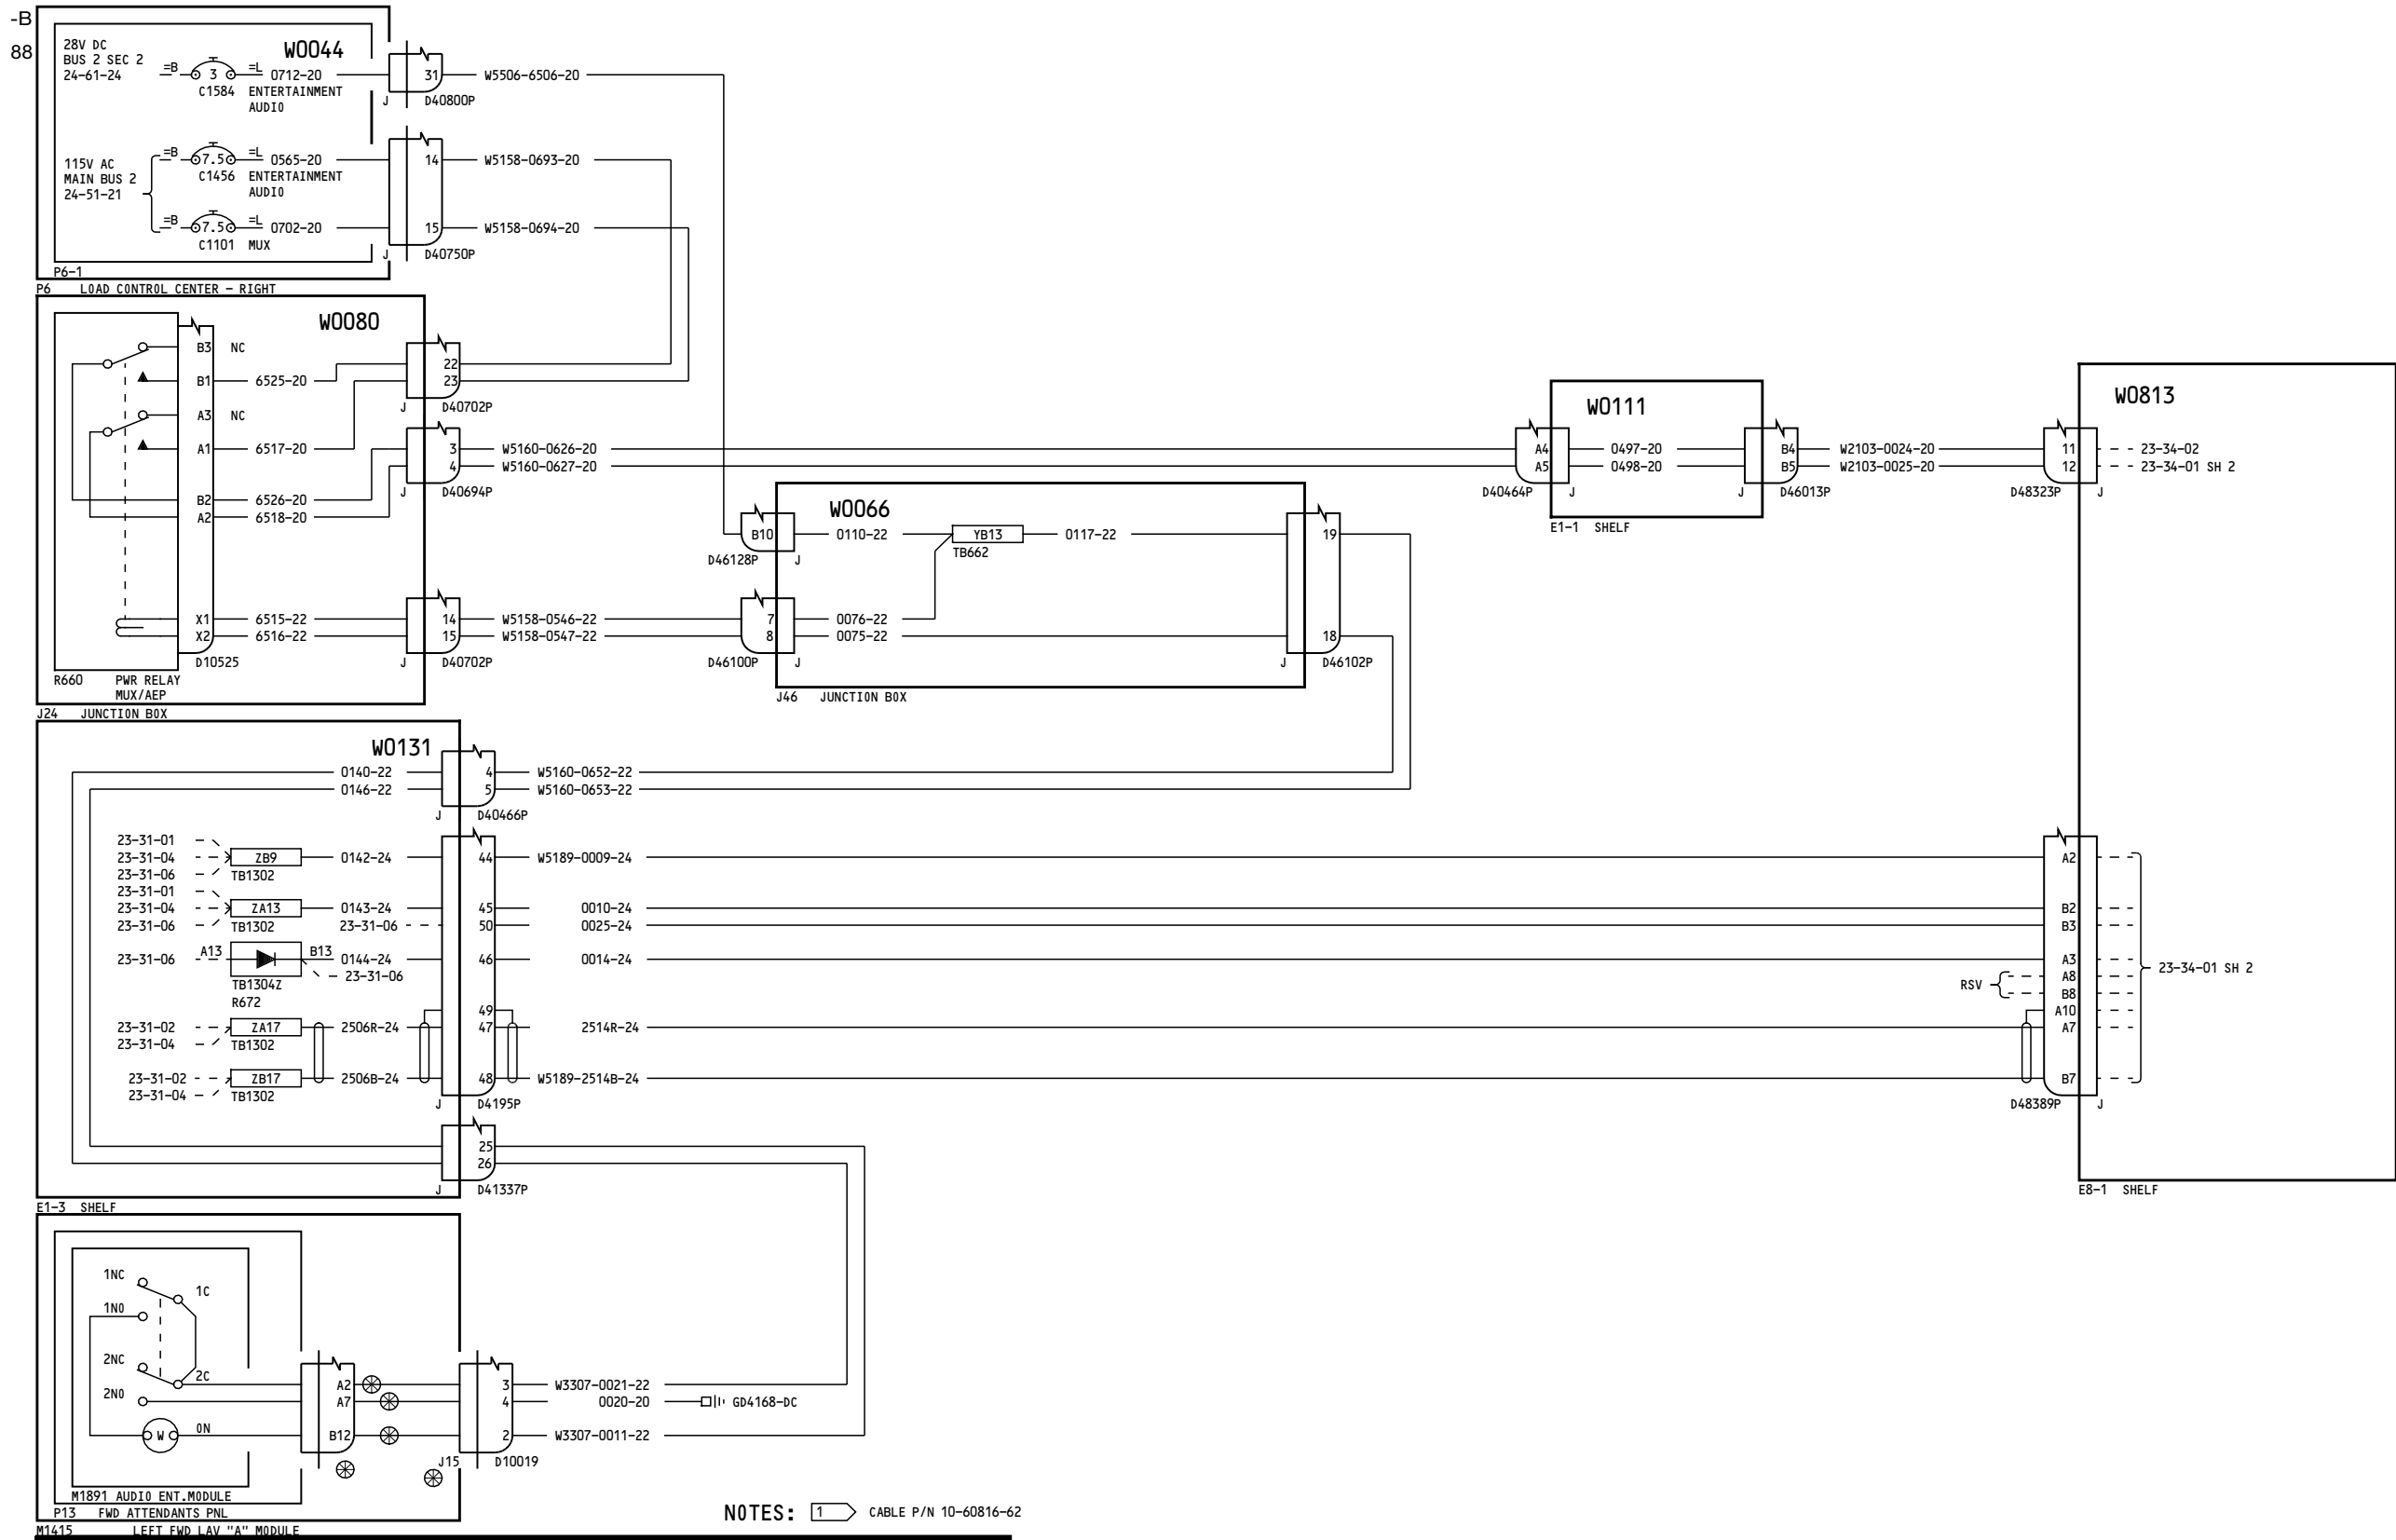 -B
88
28V DC
BUS 2 SEC 2
24-61-24
=B
3
=L
0712-20
C1584
ENTERTAINMENT
AUDIO
W0044
31
W5506-6506-20
J
D40800P
115V AC
MAIN BUS 2
24-51-21
=B
7.5
=L
0565-20
C1456
ENTERTAINMENT
AUDIO
14
W5158-0693-20
=B
7.5
=L
0702-20
C1101
MUX
15
W5158-0694-20
J
D40750P
P6-1
P6 LOAD CONTROL CENTER - RIGHT
W0080
B3 NC
B1 6525-20
A3 NC
A1 6517-20
B2 6526-20
A2 6518-20
X1 6515-22
X2 6516-22
D10525
R660 PWR RELAY
MUX/AEP
J24 JUNCTION BOX
22
23
J D40702P
3 W5160-0626-20
4 W5160-0627-20
J D40694P
14 W5158-0546-22
15 W5158-0547-22
J D40702P
W0066
B10 0110-22 YB13 0117-22 19
TB662
D46128P J
7 0076-22
8 0075-22 18
D46100P J
J D46102P
J46 JUNCTION BOX
W0111
A4 0497-20 B4 W2103-0024-20
A5 0498-20 B5 W2103-0025-20
D40464P J
J D46013P
E1-1 SHELF
W0813
11 23-34-02
12 23-34-01 SH 2
D48323P J
W0131
0140-22 4 W5160-0652-22
0146-22 5 W5160-0653-22
J D40466P
23-31-01
23-31-04 ZB9 0142-24 44 W5189-0009-24 A2
23-31-06 TB1302
23-31-01
23-31-04 ZA13 0143-24 45 0010-24 B2
23-31-06 TB1302 23-31-06 50 0025-24 B3
23-31-06 A13 B13 0144-24 46 0014-24 A3
23-31-06
TB1304Z
R672
RSV
A8
B8
23-34-01 SH 2
49 A10
23-31-02 ZA17 2506R-24 47 2514R-24 A7
23-31-04 TB1302
23-31-02 ZB17 2506B-24 48 W5189-2514B-24 B7
23-31-04 TB1302
J D4195P
D48389P J
25
26
J D41337P
E1-3 SHELF
E8-1 SHELF
1NC
1C
1NO
2NC
2C
2NO
W ON
A2 3 W3307-0021-22
A7 4 0020-20 GD4168-DC
B12 2 W3307-0011-22
J15 D10019
M1891 AUDIO ENT.MODULE
P13 FWD ATTENDANTS PNL
M1415 LEFT FWD LAV "A" MODULE
NOTES: 1 CABLE P/N 10-60816-62